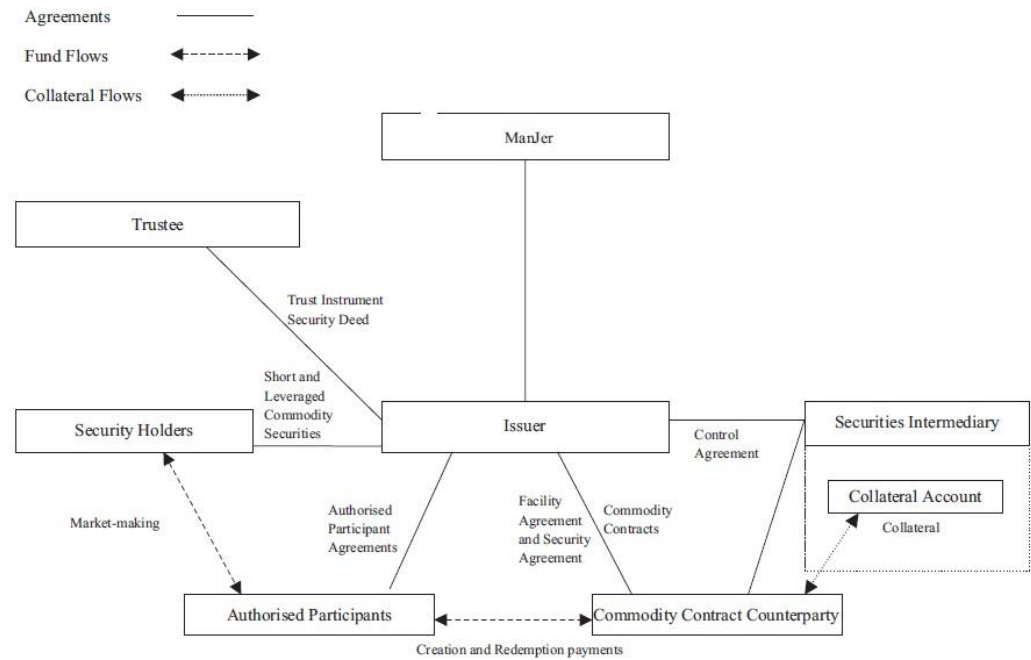 Agreements
Fund Flows
Collateral Flows
ManJer
Trustee
Trust Instrument
Security Deed
Short and
Leveraged
Commodity
Securities
Security Holders
Issuer
Securities Intermediary
Control
Agreement
Collateral Account
Collateral
Market-making
Authorised
Participant
Agreements
Facility
Agreement
and Security
Agreement
Commodity
Contracts
Authorised Participants
Commodity Contract Counterparty
Creation and Redemption payments